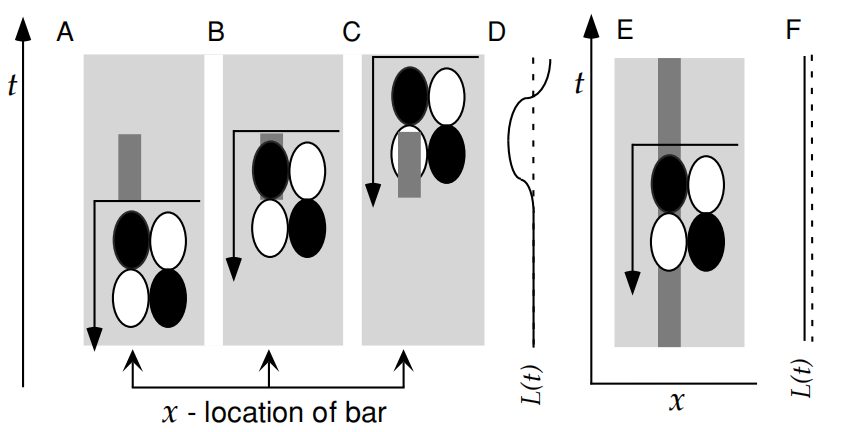 A B C D E F
t
t
L(t)
L(t)
x
x - location of bar